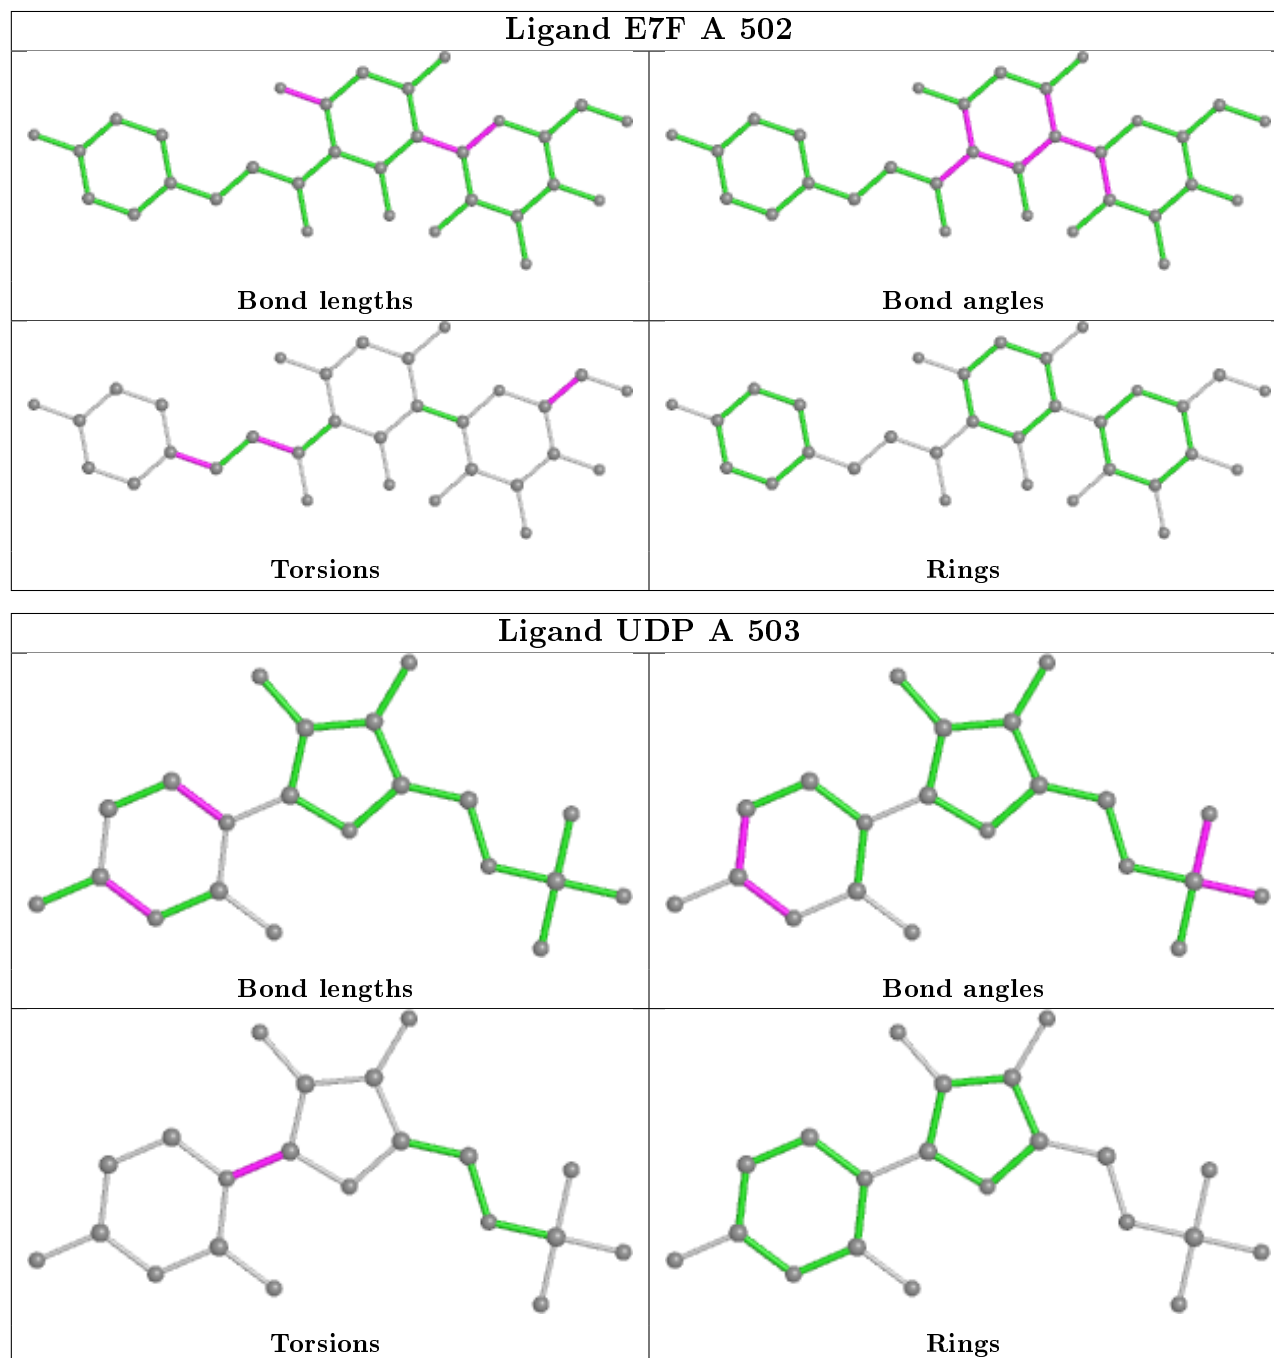 Ligand E7F A 502
Bond lengths
Bond angles
Torsions
Rings
Ligand UDP A 503
Bond lengths
Bond angles
Torsions
Rings